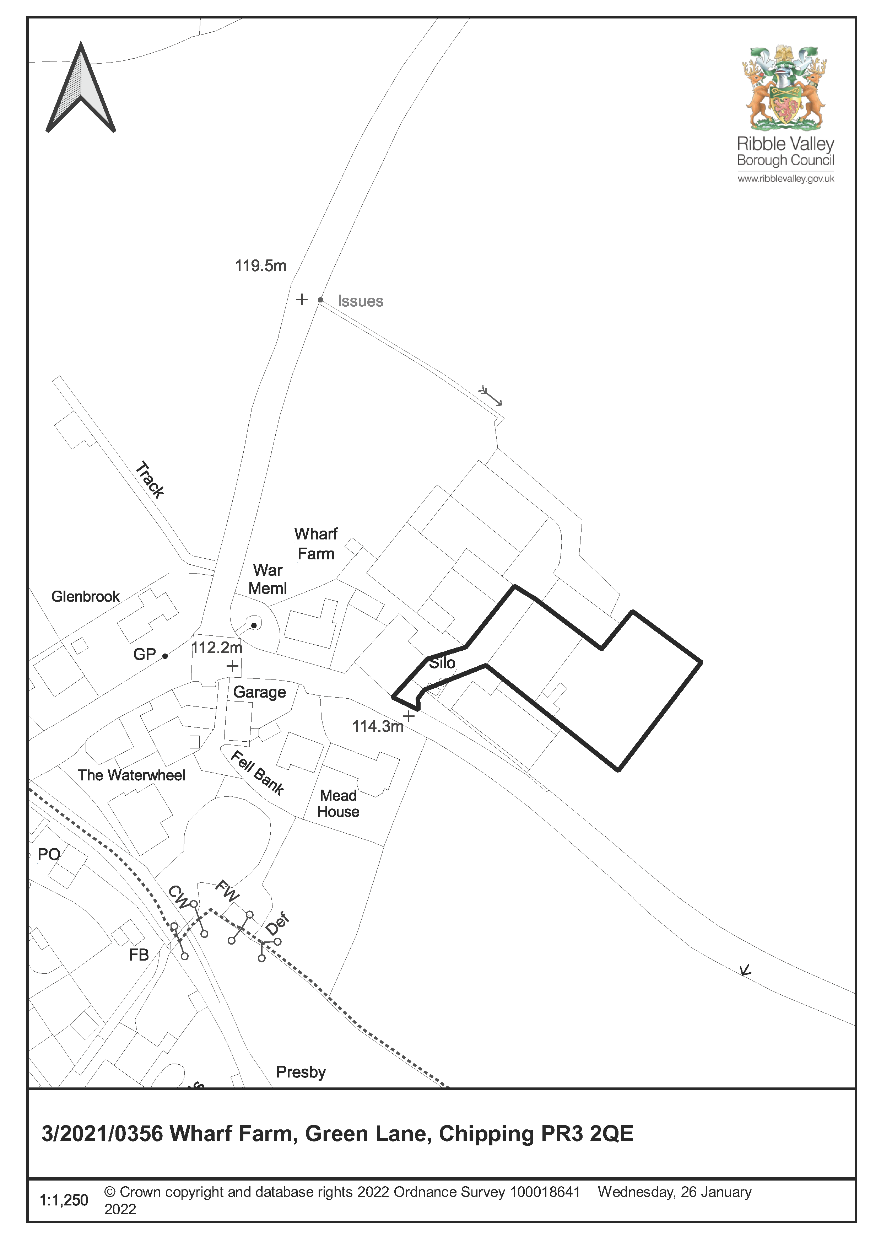 Ribble Valley
Borough Council
www.ribblevalley.gov.uk
119.5m
Issues
Track
Wharf
Farm
War
Meml
Glenbrook
GP
112.2m
Silo
Garage
114.3m
Fell Bank
The Waterwheel
Mead
House
PO
CW
FW
Def
FB
Presby
3/2021/0356 Wharf Farm, Green Lane, Chipping PR3 2QE
1:1,250
© Crown copyright and database rights 2022 Ordnance Survey 100018641 Wednesday, 26 January
2022